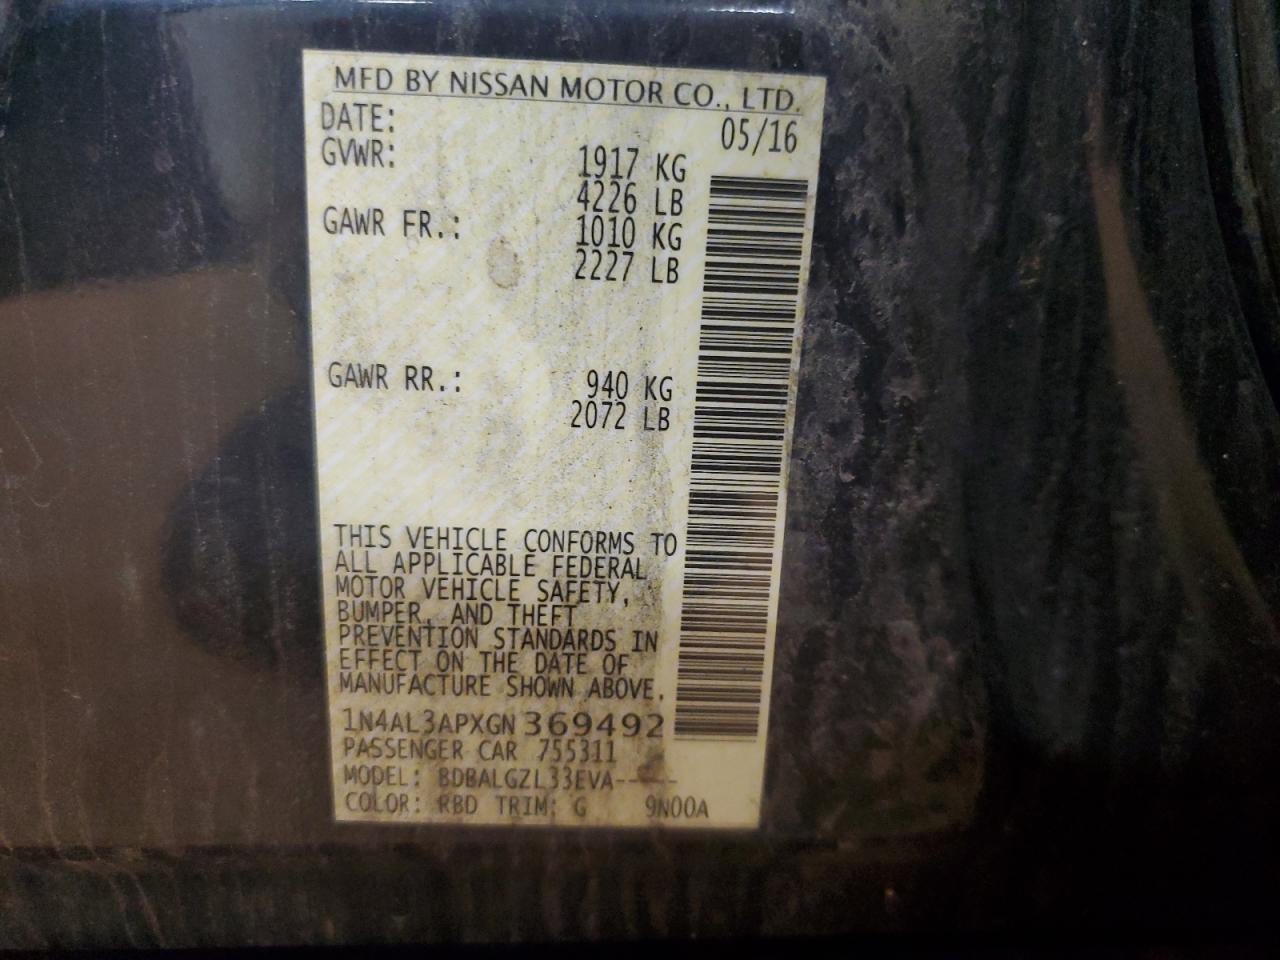 MFD BY NISSAN MOTOR CO., LTD.
DATE: 05/16
GVWR: 1917 KG
4226 LB
GAWR FR.: 1010 KG
2227 LB
GAWR RR.: 940 KG
2072 LB
THIS VEHICLE CONFORMS TO
ALL APPLICABLE FEDERAL
MOTOR VEHICLE SAFETY,
BUMPER, AND THEFT
PREVENTION STANDARDS IN
EFFECT ON THE DATE OF
MANUFACTURE SHOWN ABOVE.
1N4AL3APXGN369492
PASSENGER CAR 755311
MODEL: BDBALGZL33EVA-----
COLOR: RBD TRIM: G 9N00A